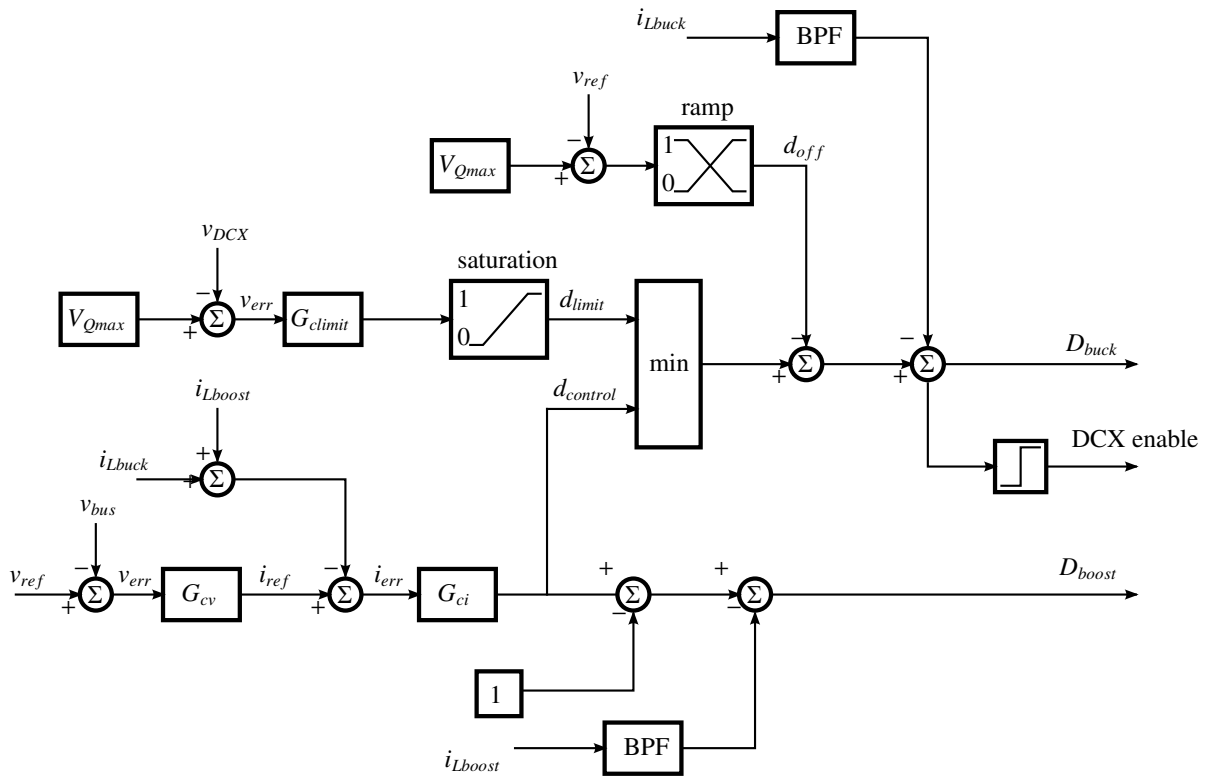 i_Lbuck
BPF
v_ref
ramp
−
V_Qmax
Σ
+
1
0
d_off
v_DCX
saturation
−
v_err
V_Qmax
Σ
+
G_climit
1
0
d_limit
min
−
Σ
+
−
Σ
+
D_buck
d_control
i_Lboost
+
i_Lbuck
+
Σ
DCX enable
v_bus
−
v_ref
+
Σ
v_err
G_cv
i_ref
−
+
Σ
i_err
G_ci
+
Σ
−
+
Σ
−
D_boost
1
BPF
i_Lboost